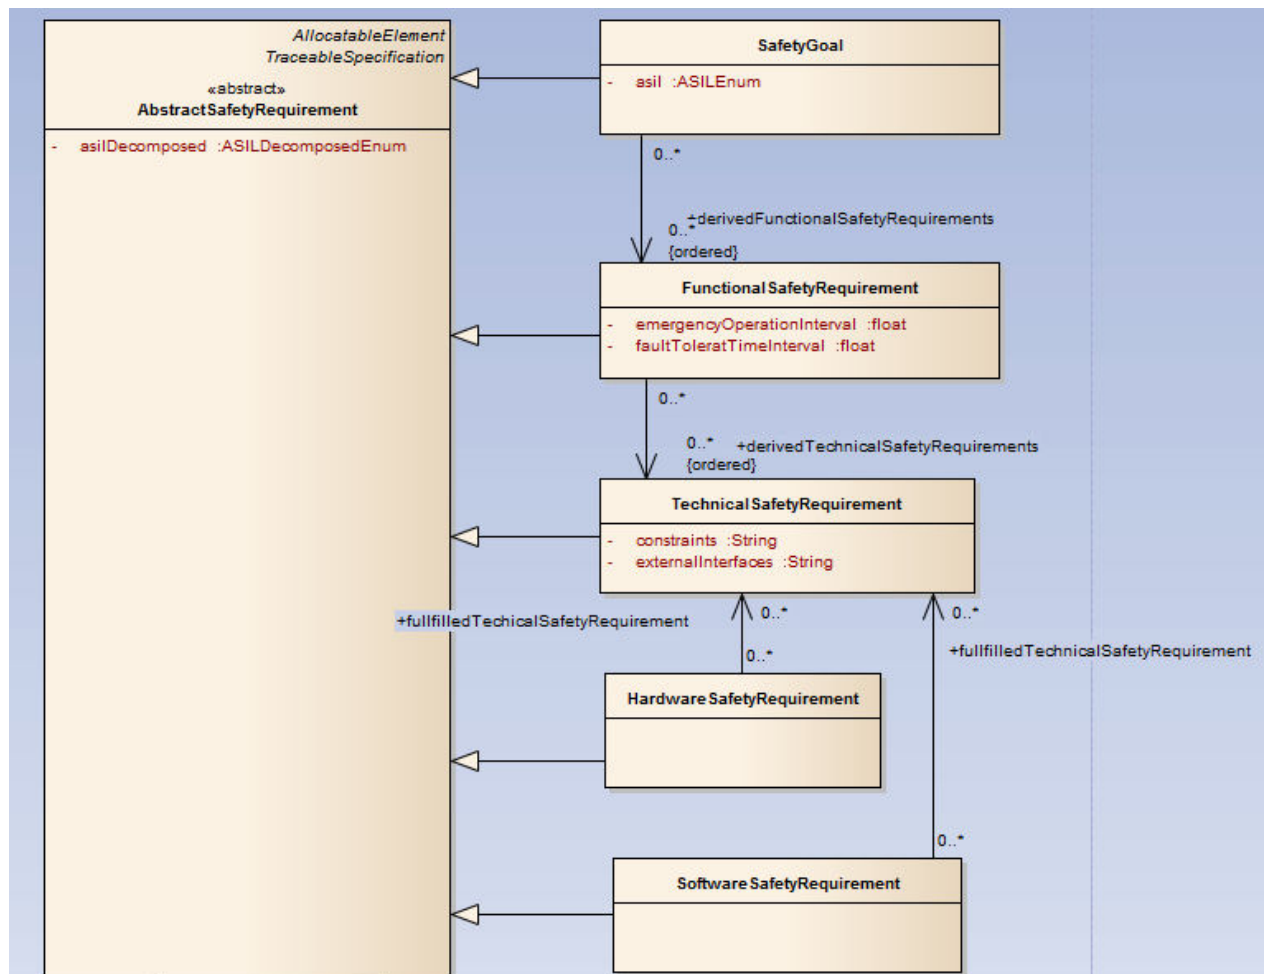 AllocatableElement
TraceableSpecification
«abstract»
AbstractSafetyRequirement
- asilDecomposed :ASILDecomposedEnum
SafetyGoal
- asil :ASILEnum
0..*
+derivedFunctionalSafetyRequirements
0..*
{ordered}
FunctionalSafetyRequirement
- emergencyOperationInterval :float
- faultToleratTimeInterval :float
0..*
0..* +derivedTechnicalSafetyRequirements
{ordered}
TechnicalSafetyRequirement
- constraints :String
- externalInterfaces :String
+fullfilledTechicalSafetyRequirement
0..*
0..*
0..*
+fullfilledTechnicalSafetyRequirement
HardwareSafetyRequirement
0..*
SoftwareSafetyRequirement